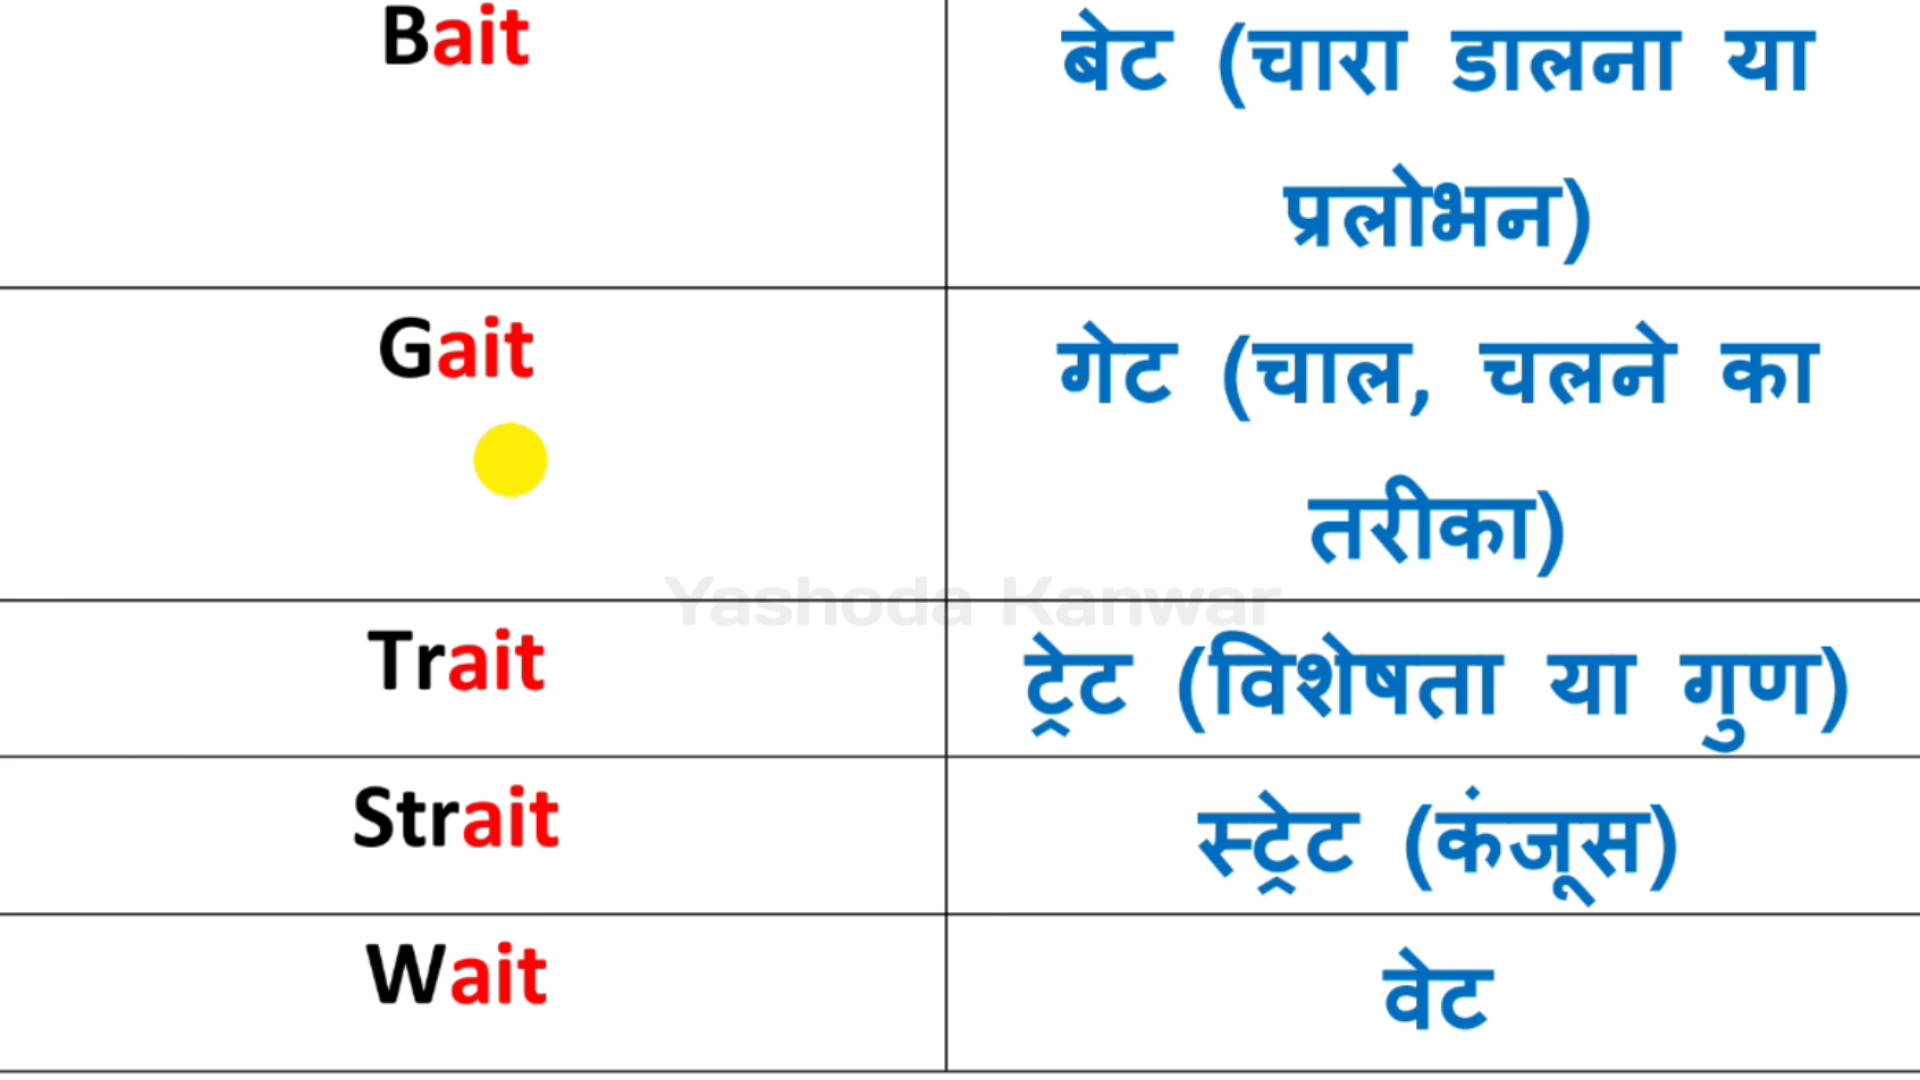 Bait
बेट (चारा डालना या
प्रलोभन)
Gait
गेट (चाल, चलने का
तरीका)
Yashoda Kanwar
Trait
ट्रेट (विशेषता या गुण)
Strait
स्ट्रेट (कंजूस)
Wait
वेट